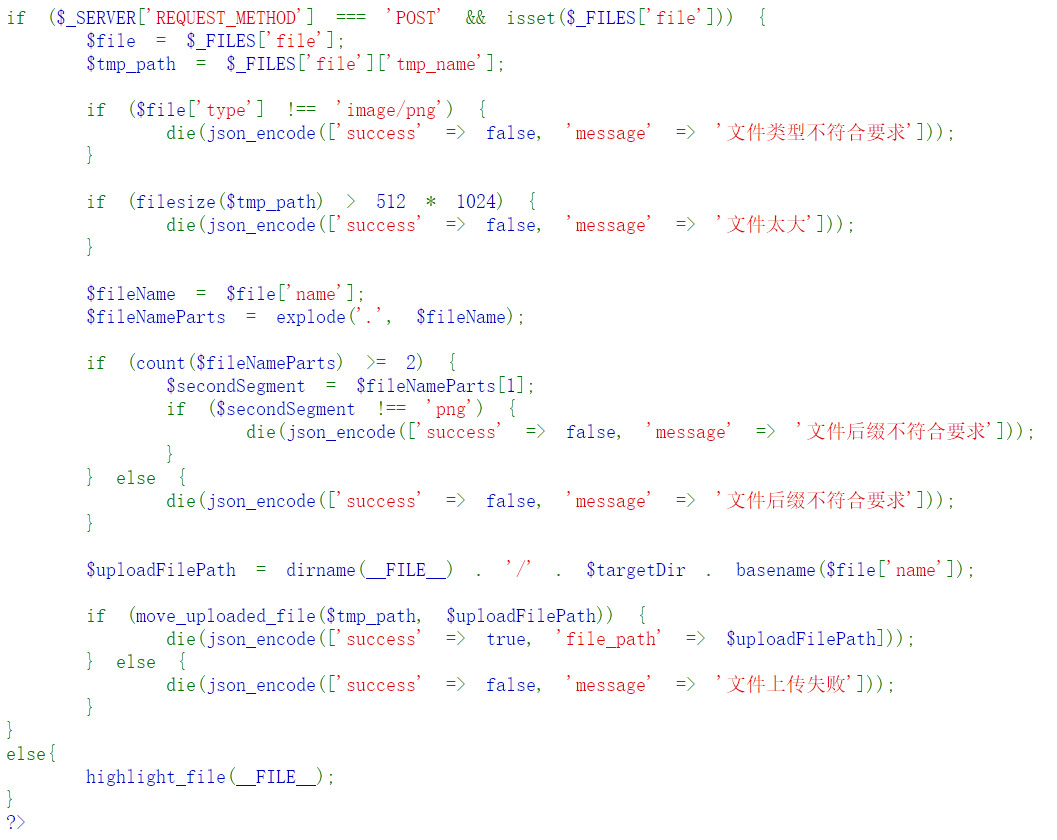 if ($_SERVER['REQUEST_METHOD'] === 'POST' && isset($_FILES['file'])) {
$file = $_FILES['file'];
$tmp_path = $_FILES['file']['tmp_name'];
if ($file['type'] !== 'image/png') {
die(json_encode(['success' => false, 'message' => '文件类型不符合要求']));
}
if (filesize($tmp_path) > 512 * 1024) {
die(json_encode(['success' => false, 'message' => '文件太大']));
}
$fileName = $file['name'];
$fileNameParts = explode('.', $fileName);
if (count($fileNameParts) >= 2) {
$secondSegment = $fileNameParts[1];
if ($secondSegment !== 'png') {
die(json_encode(['success' => false, 'message' => '文件后缀不符合要求']));
}
} else {
die(json_encode(['success' => false, 'message' => '文件后缀不符合要求']));
}
$uploadFilePath = dirname(__FILE__) . '/' . $targetDir . basename($file['name']);
if (move_uploaded_file($tmp_path, $uploadFilePath)) {
die(json_encode(['success' => true, 'file_path' => $uploadFilePath]));
} else {
die(json_encode(['success' => false, 'message' => '文件上传失败']));
}
}
else{
highlight_file(__FILE__);
}
?>